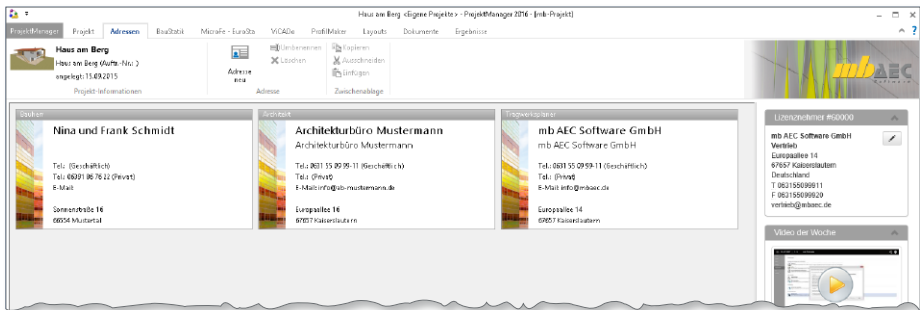 Haus am Berg <Eigene Projekte> - ProjektManager 2016 - [mb-Projekt]
ProjektManager Projekt Adressen BauStatik MicroFe - EuroSta ViCADo ProfilMaker Layouts Dokumente Ergebnisse
Haus am Berg
Haus am Berg (Auftr.-Nr.: )
angelegt: 15.09.2015
Projekt-Informationen
Adresse
neu
Umbenennen
Löschen
Adresse
Kopieren
Ausschneiden
Einfügen
Zwischenablage
mbAEC
Software
Bauherr
Nina und Frank Schmidt
Tel.: (Geschäftlich)
Tel.: 06391 86 76 22 (Privat)
E-Mail:
Sonnenstraße 16
66554 Mustertal
Architekt
Architekturbüro Mustermann
Architekturbüro Mustermann
Tel.: 0631 55 09 99-11 (Geschäftlich)
Tel.: (Privat)
E-Mail: info@ab-mustermann.de
Europaallee 14
67657 Kaiserslautern
Tragwerksplaner
mb AEC Software GmbH
mb AEC Software GmbH
Tel.: 0631 55 09 99-11 (Geschäftlich)
Tel.: (Privat)
E-Mail: info@mbaec.de
Europaallee 14
67657 Kaiserslautern
Lizenznehmer #60000
mb AEC Software GmbH
Vertrieb
Europaallee 14
67657 Kaiserslautern
Deutschland
T 063155099911
F 063155099920
vertrieb@mbaec.de
Video der Woche